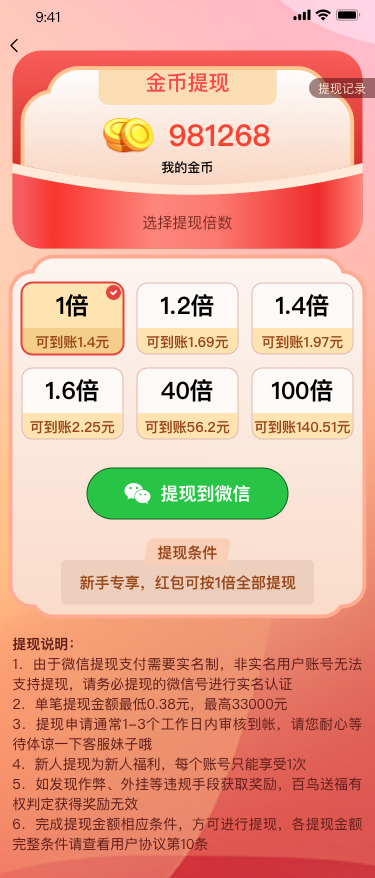 9:41
金币提现
提现记录
981268
我的金币
选择提现倍数
1倍 1.2倍 1.4倍
可到账1.4元 可到账1.69元 可到账1.97元
1.6倍 40倍 100倍
可到账2.25元 可到账56.2元 可到账140.51元
提现到微信
提现条件
新手专享，红包可按1倍全部提现
提现说明：
1. 由于微信提现支付需要实名制，非实名用户账号无法
支持提现，请务必提现的微信号进行实名认证
2. 单笔提现金额最低0.38元，最高33000元
3. 提现申请通常1-3个工作日内审核到帐，请您耐心等
待体谅一下客服妹子哦
4. 新人提现为新人福利，每个账号只能享受1次
5. 如发现作弊、外挂等违规手段获取奖励，百鸟送福有
权判定获得奖励无效
6. 完成提现金额相应条件，方可进行提现，各提现金额
完整条件请查看用户协议第10条